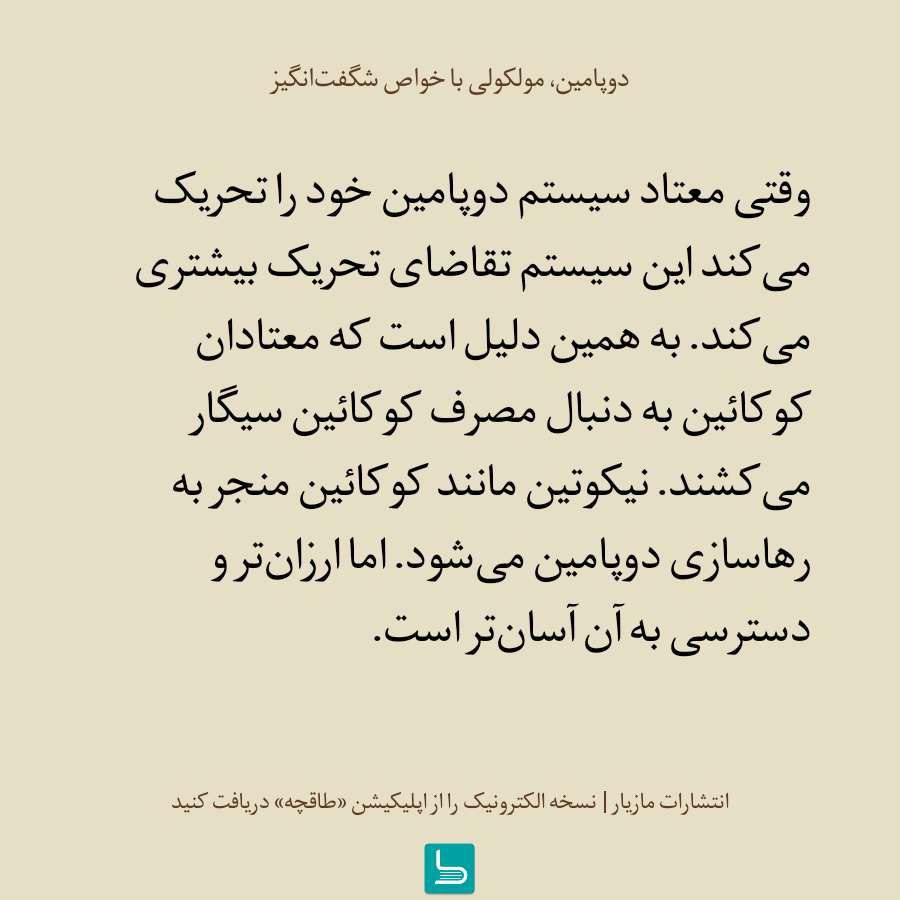 دوپامین، مولکولی با خواص شگفت‌انگیز
وقتی معتاد سیستم دوپامین خود را تحریک
می‌کند این سیستم تقاضای تحریک بیشتری
می‌کند. به همین دلیل است که معتادان
کوکائین به دنبال مصرف کوکائین سیگار
می‌کشند. نیکوتین مانند کوکائین منجر به
رهاسازی دوپامین می‌شود. اما ارزان‌تر و
دسترسی به آن آسان‌تر است.
انتشارات مازیار | نسخه الکترونیک را از اپلیکیشن «طاقچه» دریافت کنید